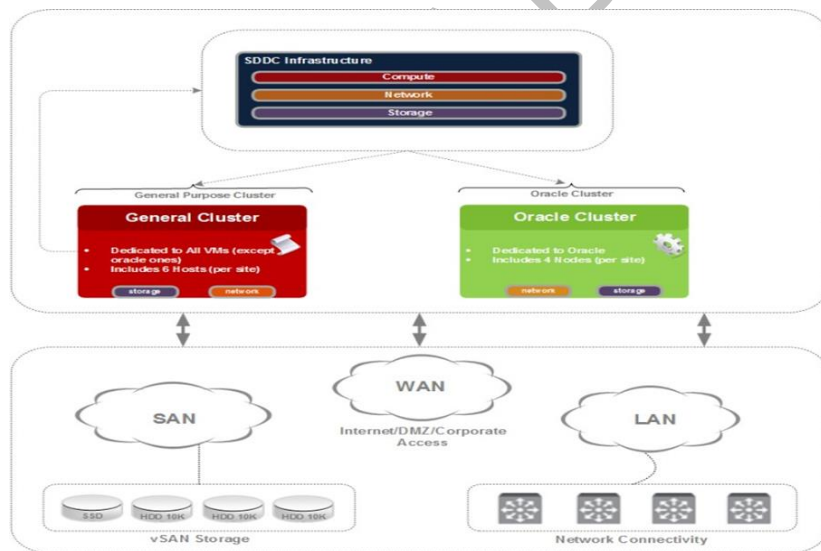 SDDC Infrastructure
Compute
Network
Storage
General Purpose Cluster
Oracle Cluster
General Cluster
Oracle Cluster
• Dedicated to All VMs (except
oracle ones)
• Includes 6 Hosts (per site)
• Dedicated to Oracle
• Includes 4 Nodes (per site)
storage
network
network
storage
SAN
WAN
LAN
Internet/DMZ/Corporate
Access
SSD
HDD 10K
HDD 10K
HDD 10K
vSAN Storage
Network Connectivity